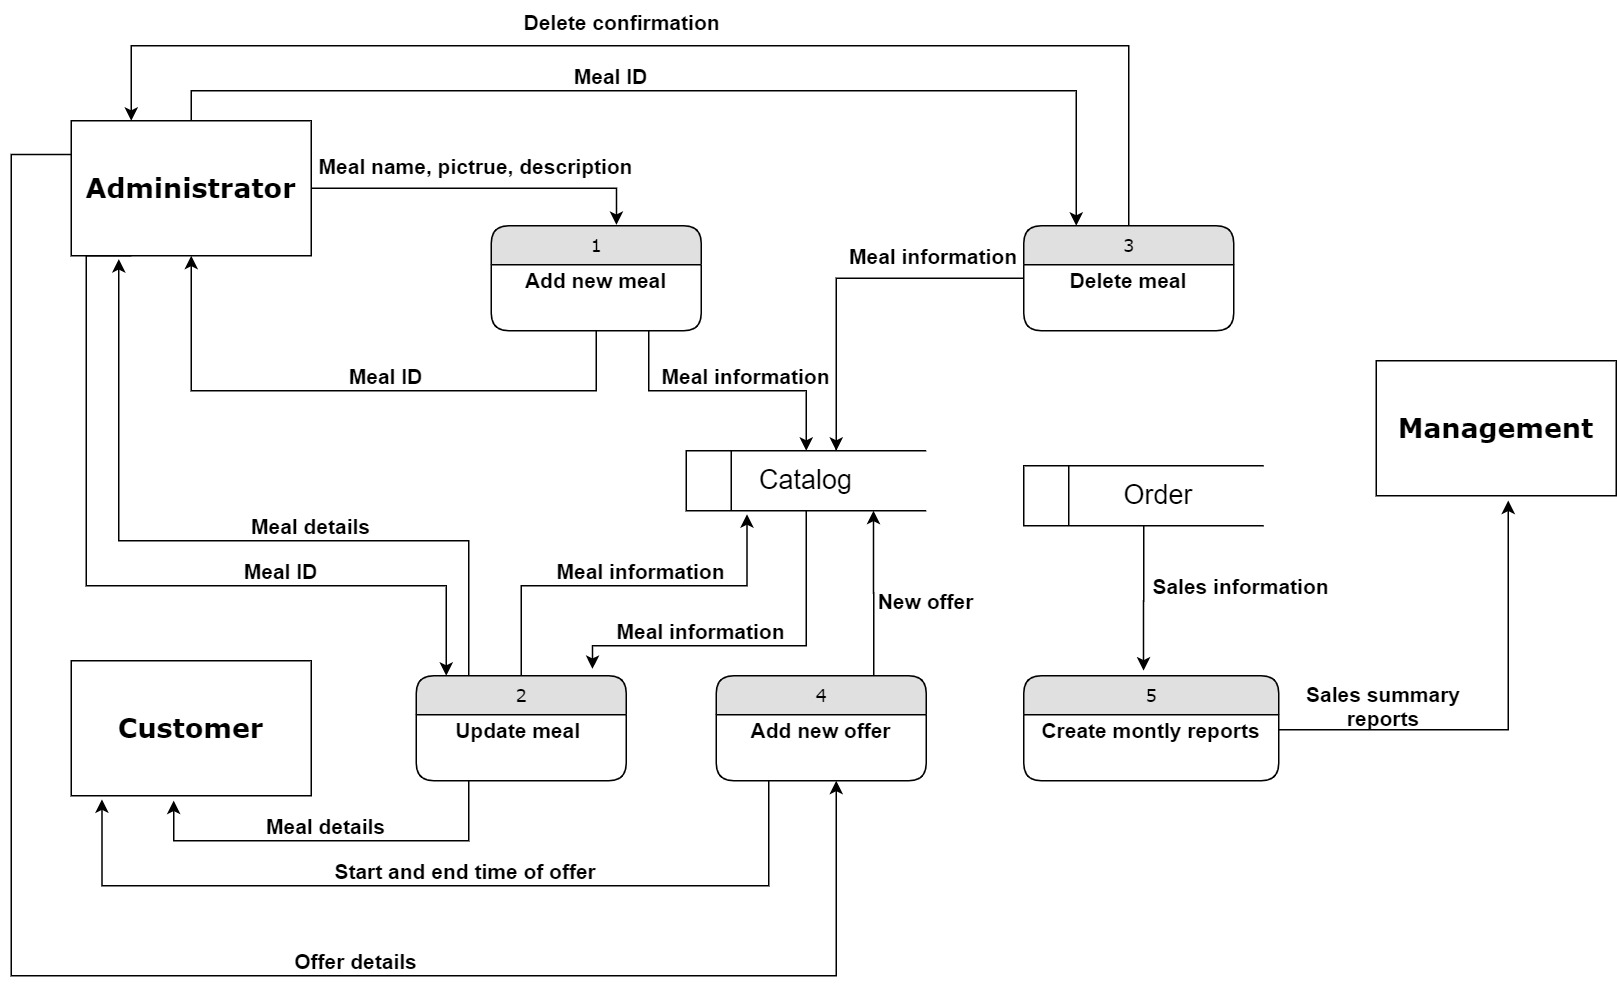 Delete confirmation
Meal ID
Meal name, pictrue, description
Administrator
1
Add new meal
3
Delete meal
Meal information
Meal ID
Meal information
Management
Catalog
Order
Meal details
Meal ID
Meal information
Sales information
New offer
Meal information
Customer
2
Update meal
4
Add new offer
5
Create montly reports
Sales summary
reports
Meal details
Start and end time of offer
Offer details